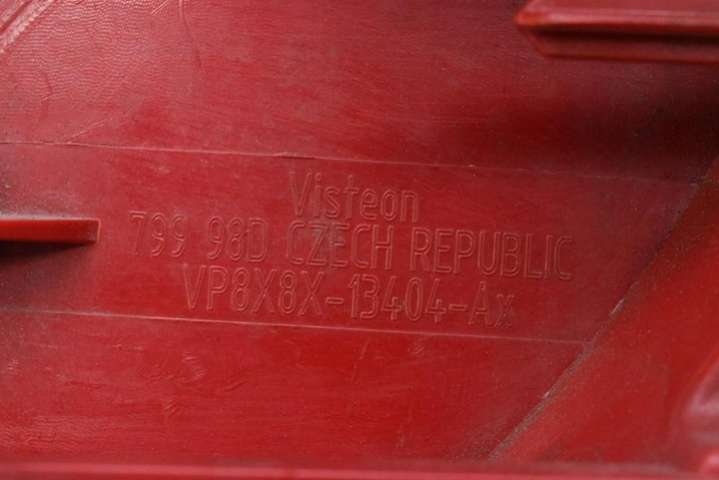 Visteon
799 98D CZECH REPUBLIC
VP8X8X-13404-Ax